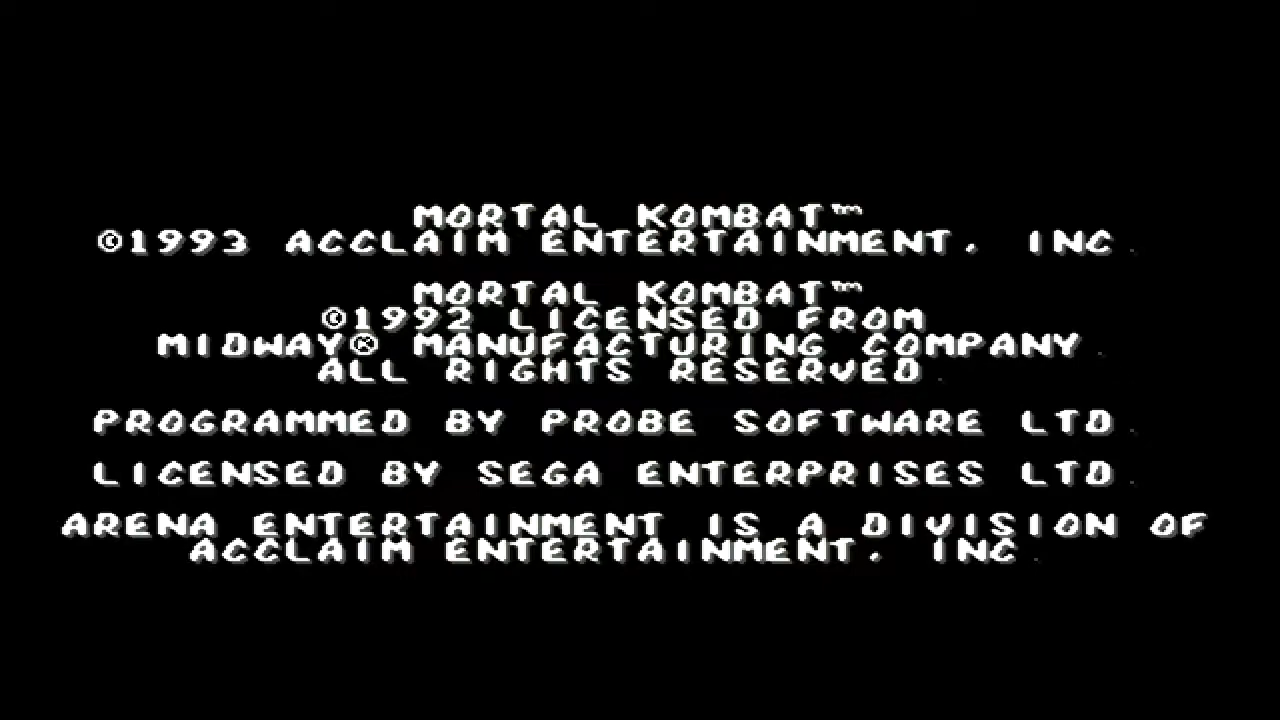 MORTAL KOMBAT™
©1993 ACCLAIM ENTERTAINMENT, INC.
MORTAL KOMBAT™
©1992 LICENSED FROM
MIDWAY® MANUFACTURING COMPANY.
ALL RIGHTS RESERVED.
PROGRAMMED BY PROBE SOFTWARE LTD.
LICENSED BY SEGA ENTERPRISES LTD.
ARENA ENTERTAINMENT IS A DIVISION OF
ACCLAIM ENTERTAINMENT, INC.